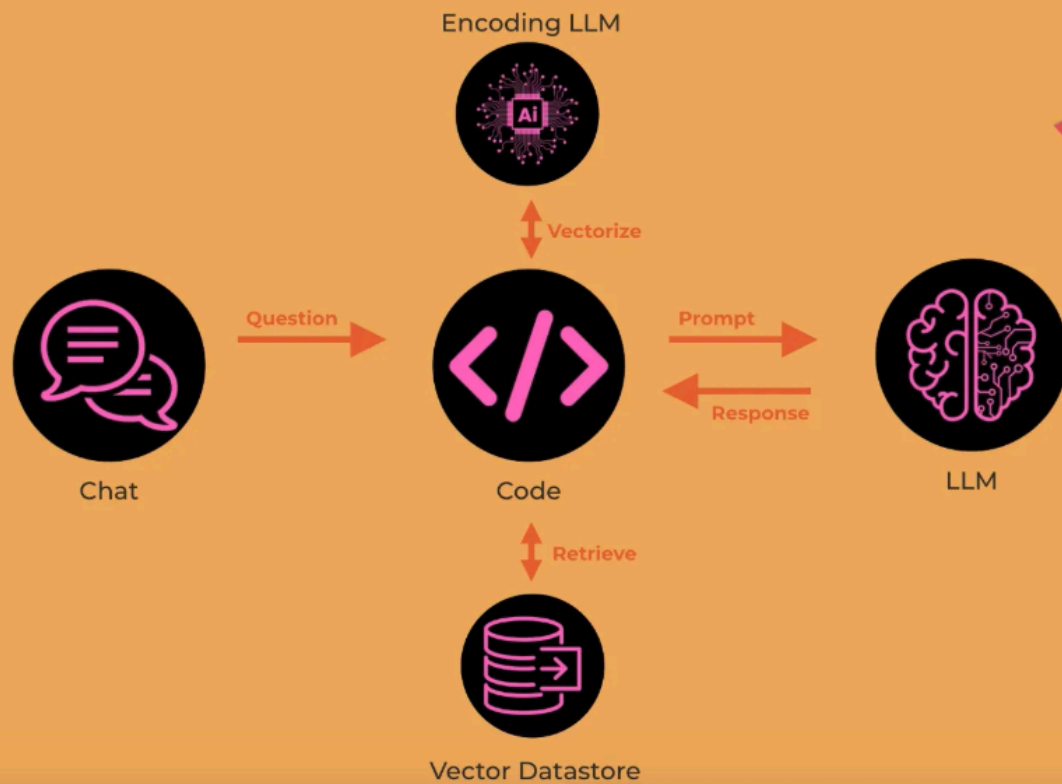 Encoding LLM
Ai
Vectorize
Question
Prompt
Response
Chat
Code
LLM
Retrieve
Vector Datastore